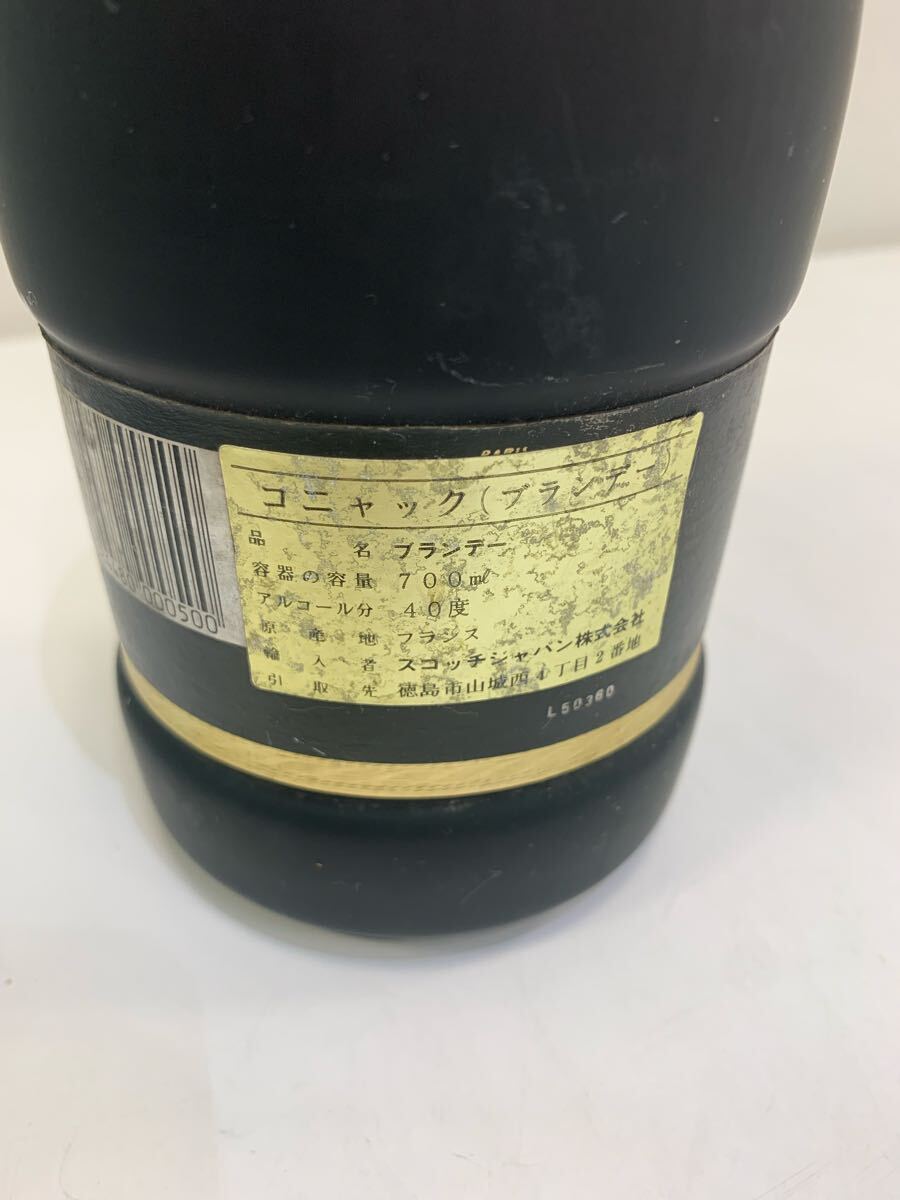 コニャック(ブランデー)
品名 ブランデー
容器の容量 700ml
アルコール分 40度
原産地 フランス
輸入者 スコッチジャパン株式会社
引取先 徳島市山城西4丁目2番地
L50360
000500